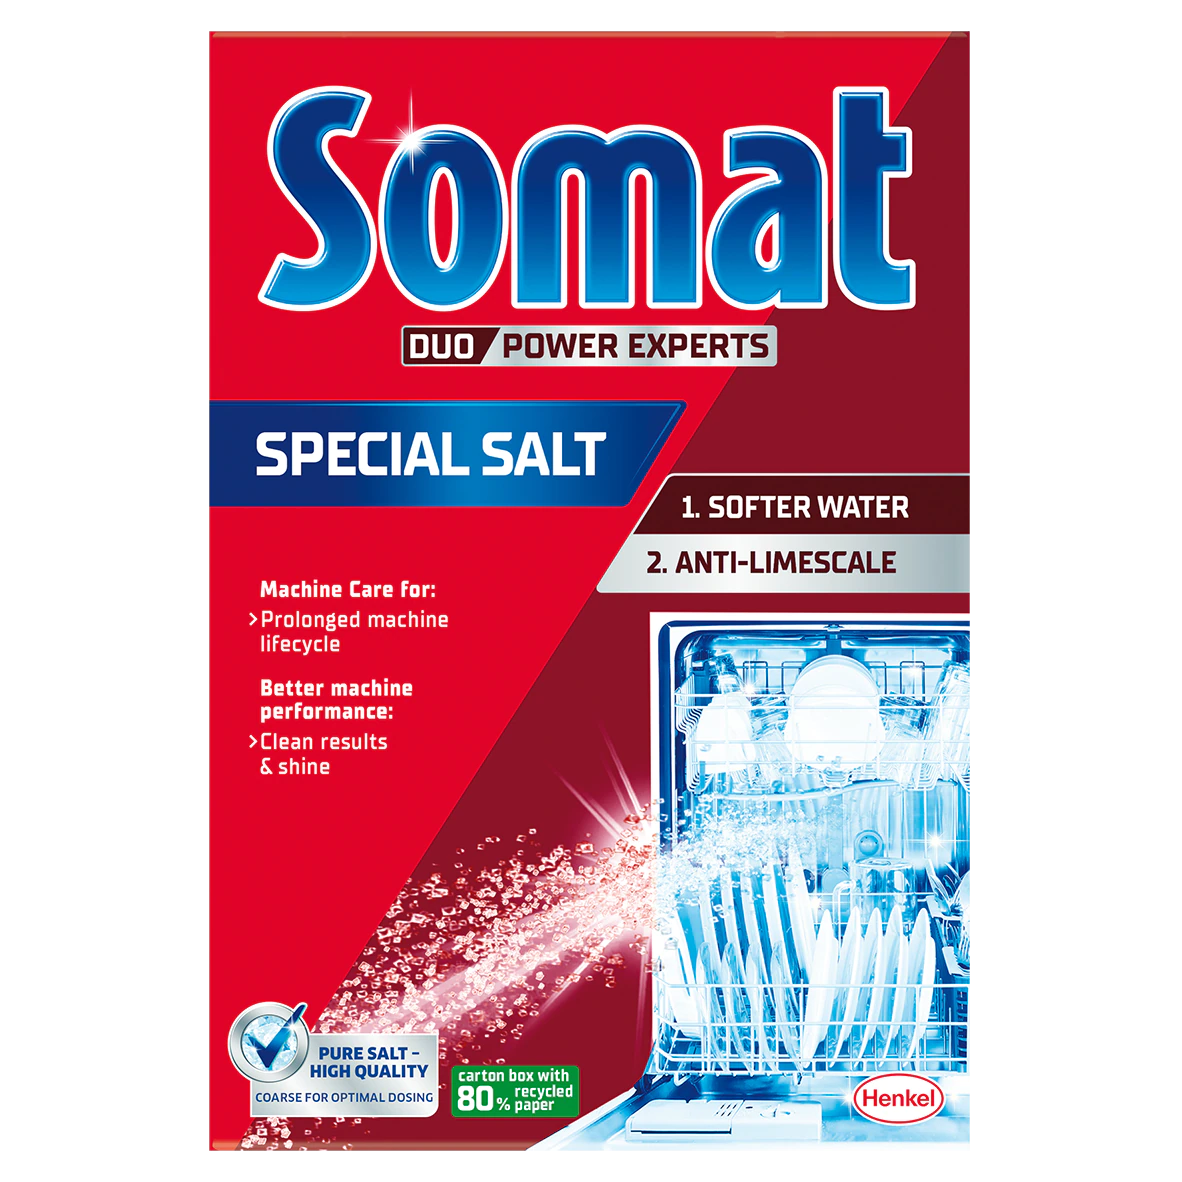 Somat
DUO POWER EXPERTS
SPECIAL SALT
1. SOFTER WATER
2. ANTI-LIMESCALE
Machine Care for:
>Prolonged machine
lifecycle
Better machine
performance:
>Clean results
& shine
PURE SALT –
HIGH QUALITY
COARSE FOR OPTIMAL DOSING
carton box with
80% recycled
paper
Henkel